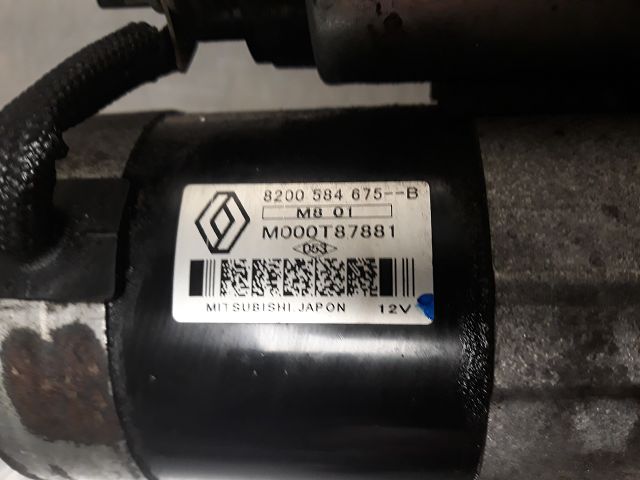 8200 584 675--B
M8 01
M000T87881
053
MITSUBISHI JAPON 12V